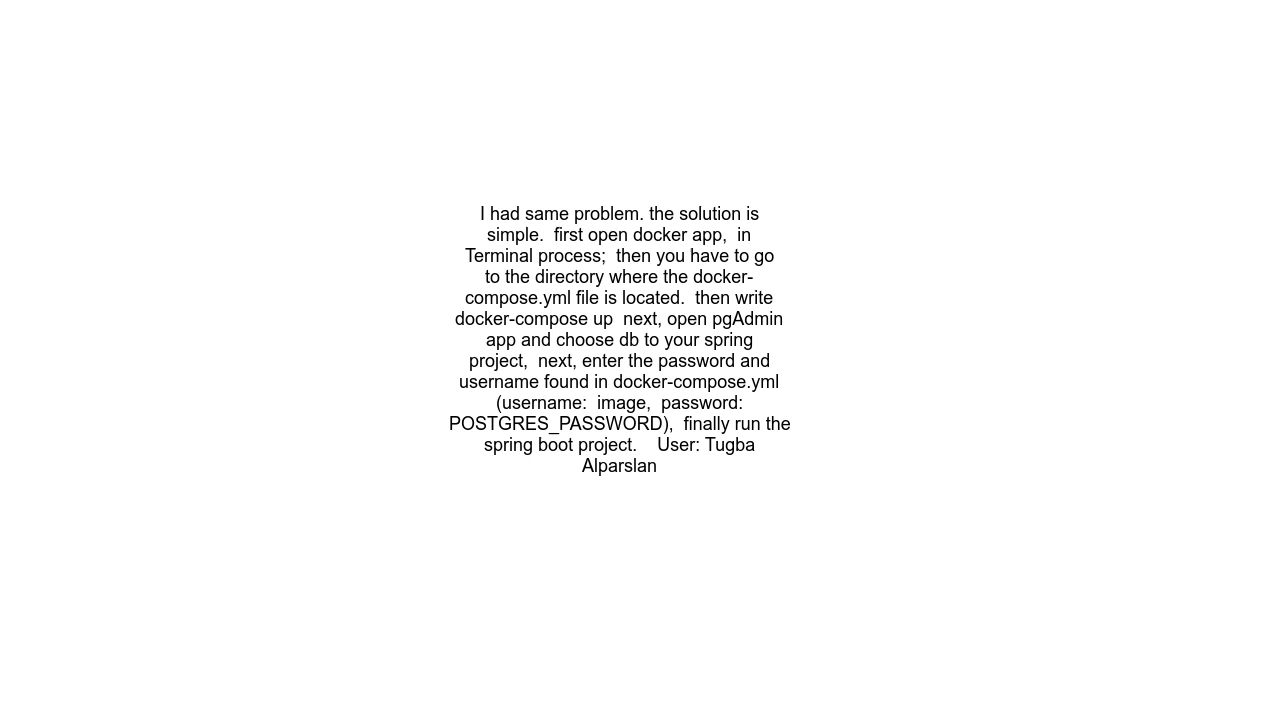 I had same problem. the solution is
simple.  first open docker app,  in
Terminal process;  then you have to go
to the directory where the docker-
compose.yml file is located.  then write
docker-compose up  next, open pgAdmin
app and choose db to your spring
project,  next, enter the password and
username found in docker-compose.yml
(username:  image,  password:
POSTGRES_PASSWORD),  finally run the
spring boot project.    User: Tugba
Alparslan